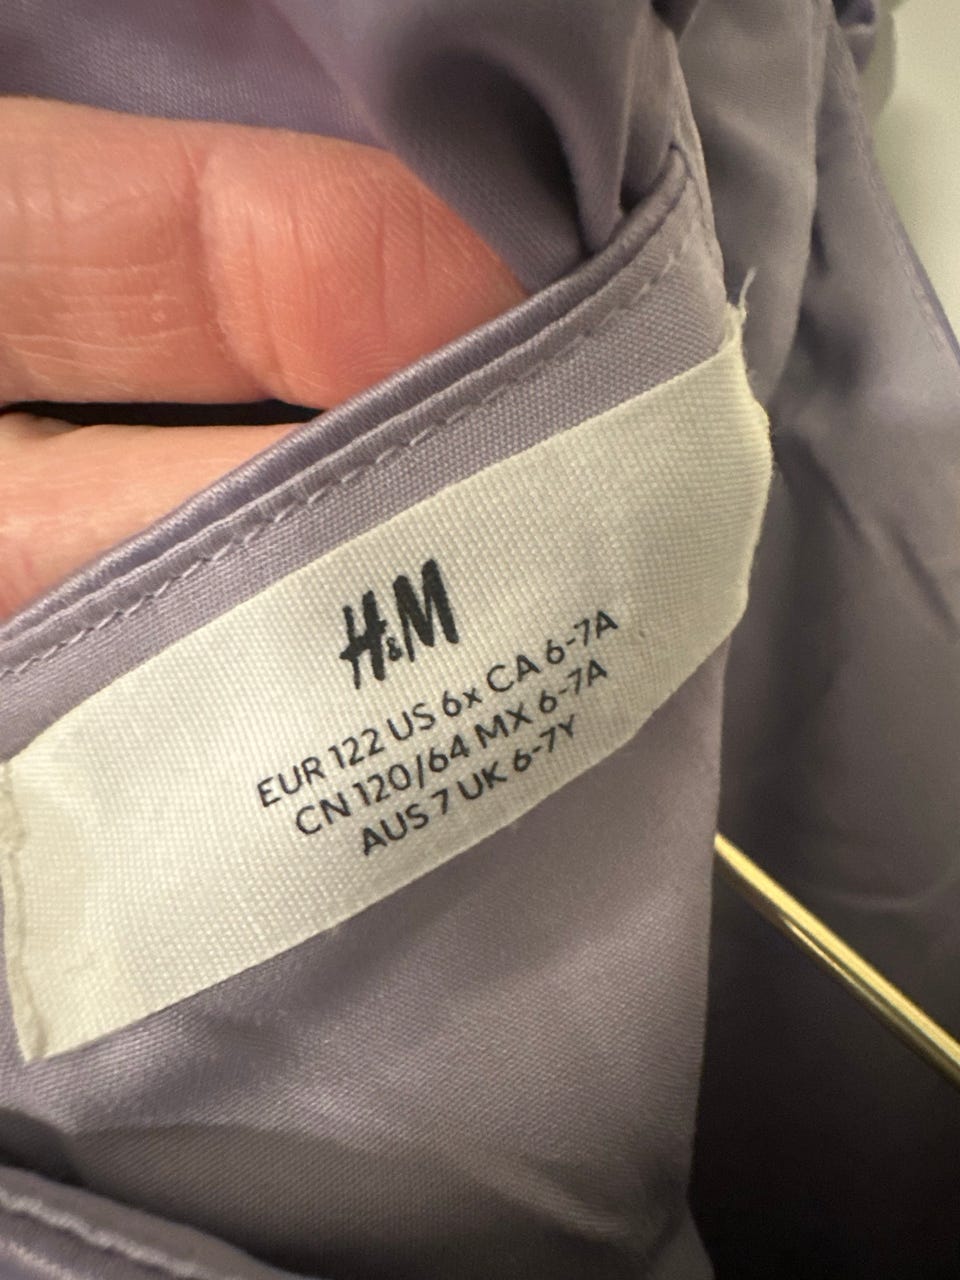 H&M
EUR 122 US 6x CA 6-7A
CN 120/64 MX 6-7A
AUS 7 UK 6-7Y